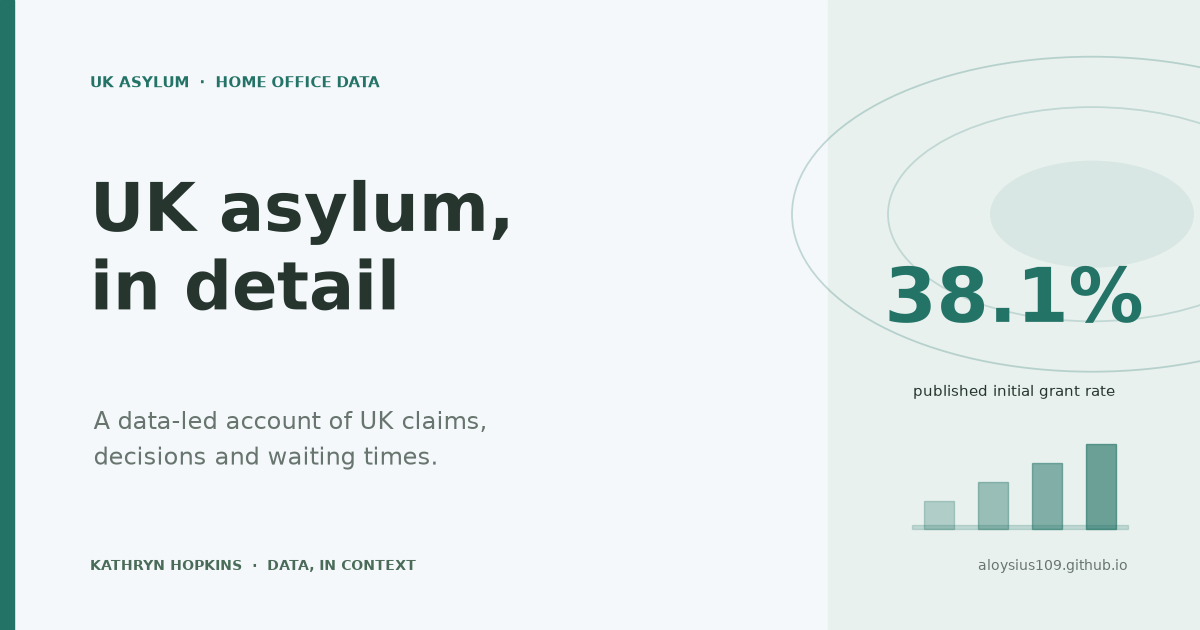 UK ASYLUM · HOME OFFICE DATA
UK asylum,
in detail
A data-led account of UK claims,
decisions and waiting times.
KATHRYN HOPKINS · DATA, IN CONTEXT
38.1%
published initial grant rate
aloysius109.github.io